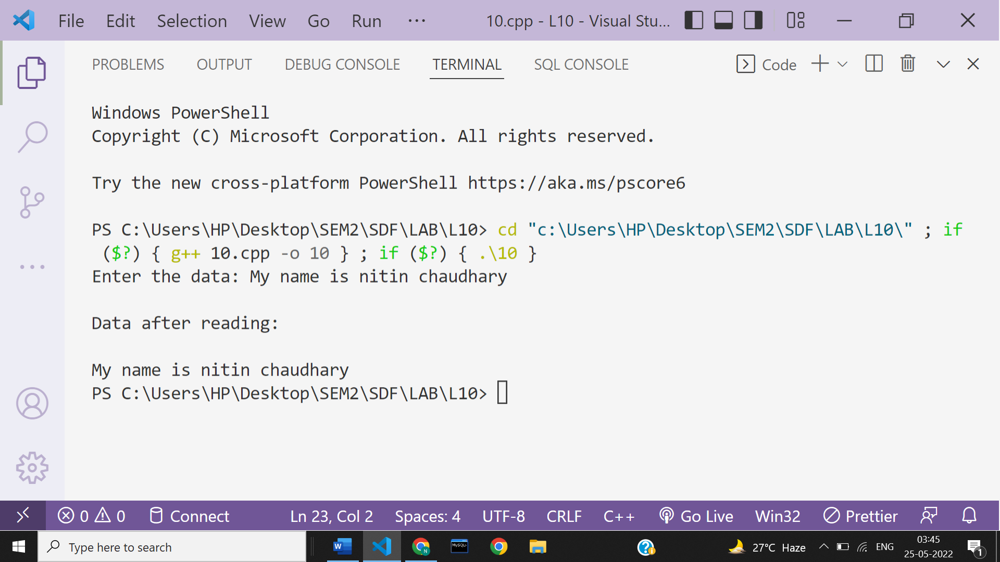 File Edit Selection View Go Run ··· 10.cpp - L10 - Visual Stu...
PROBLEMS OUTPUT DEBUG CONSOLE TERMINAL SQL CONSOLE Code
Windows PowerShell
Copyright (C) Microsoft Corporation. All rights reserved.
Try the new cross-platform PowerShell https://aka.ms/pscore6
PS C:\Users\HP\Desktop\SEM2\SDF\LAB\L10> cd "c:\Users\HP\Desktop\SEM2\SDF\LAB\L10\" ; if
($?) { g++ 10.cpp -o 10 } ; if ($?) { .\10 }
Enter the data: My name is nitin chaudhary
Data after reading:
My name is nitin chaudhary
PS C:\Users\HP\Desktop\SEM2\SDF\LAB\L10>
0 0 Connect Ln 23, Col 2 Spaces: 4 UTF-8 CRLF C++ Go Live Win32 Prettier
Type here to search W MySQL N 27°C Haze ENG 03:45
25-05-2022 1